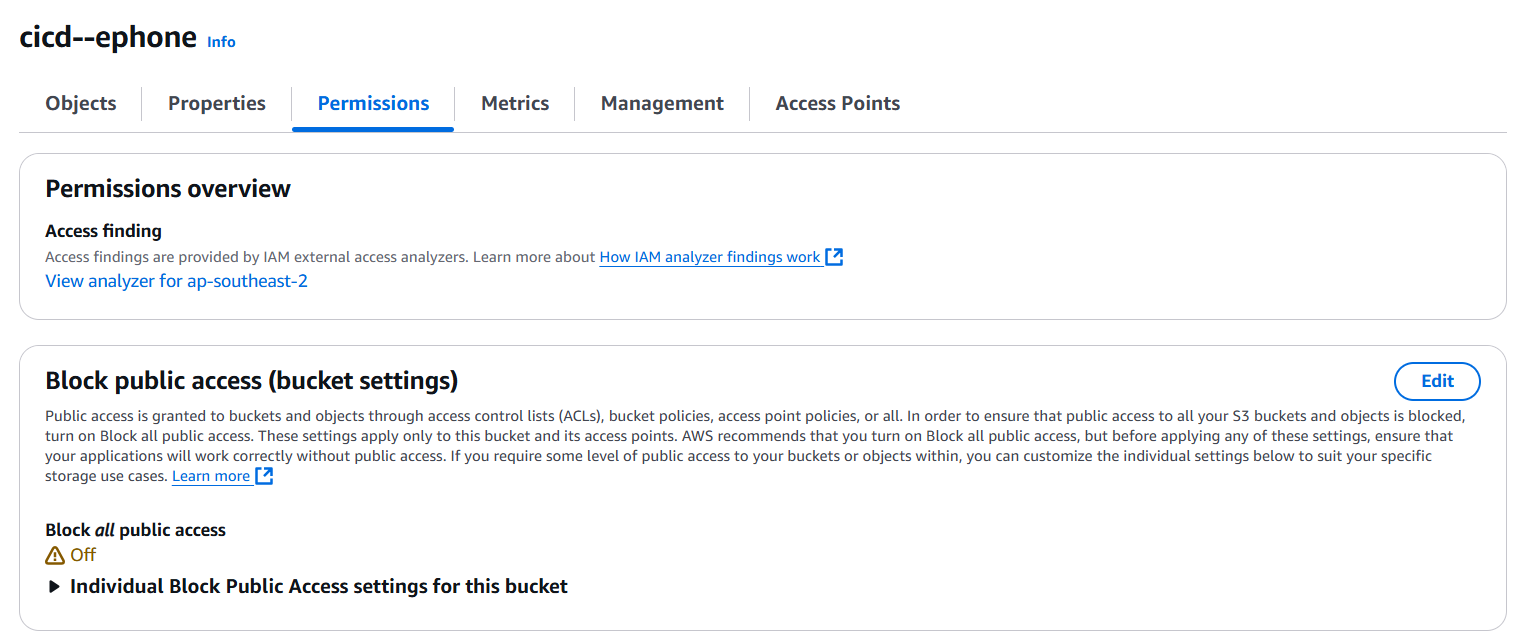 cicd--ephone Info
Objects Properties Permissions Metrics Management Access Points
Permissions overview
Access finding
Access findings are provided by IAM external access analyzers. Learn more about How IAM analyzer findings work
View analyzer for ap-southeast-2
Block public access (bucket settings)
Edit
Public access is granted to buckets and objects through access control lists (ACLs), bucket policies, access point policies, or all. In order to ensure that public access to all your S3 buckets and objects is blocked,
turn on Block all public access. These settings apply only to this bucket and its access points. AWS recommends that you turn on Block all public access, but before applying any of these settings, ensure that
your applications will work correctly without public access. If you require some level of public access to your buckets or objects within, you can customize the individual settings below to suit your specific
storage use cases. Learn more
Block all public access
Off
Individual Block Public Access settings for this bucket